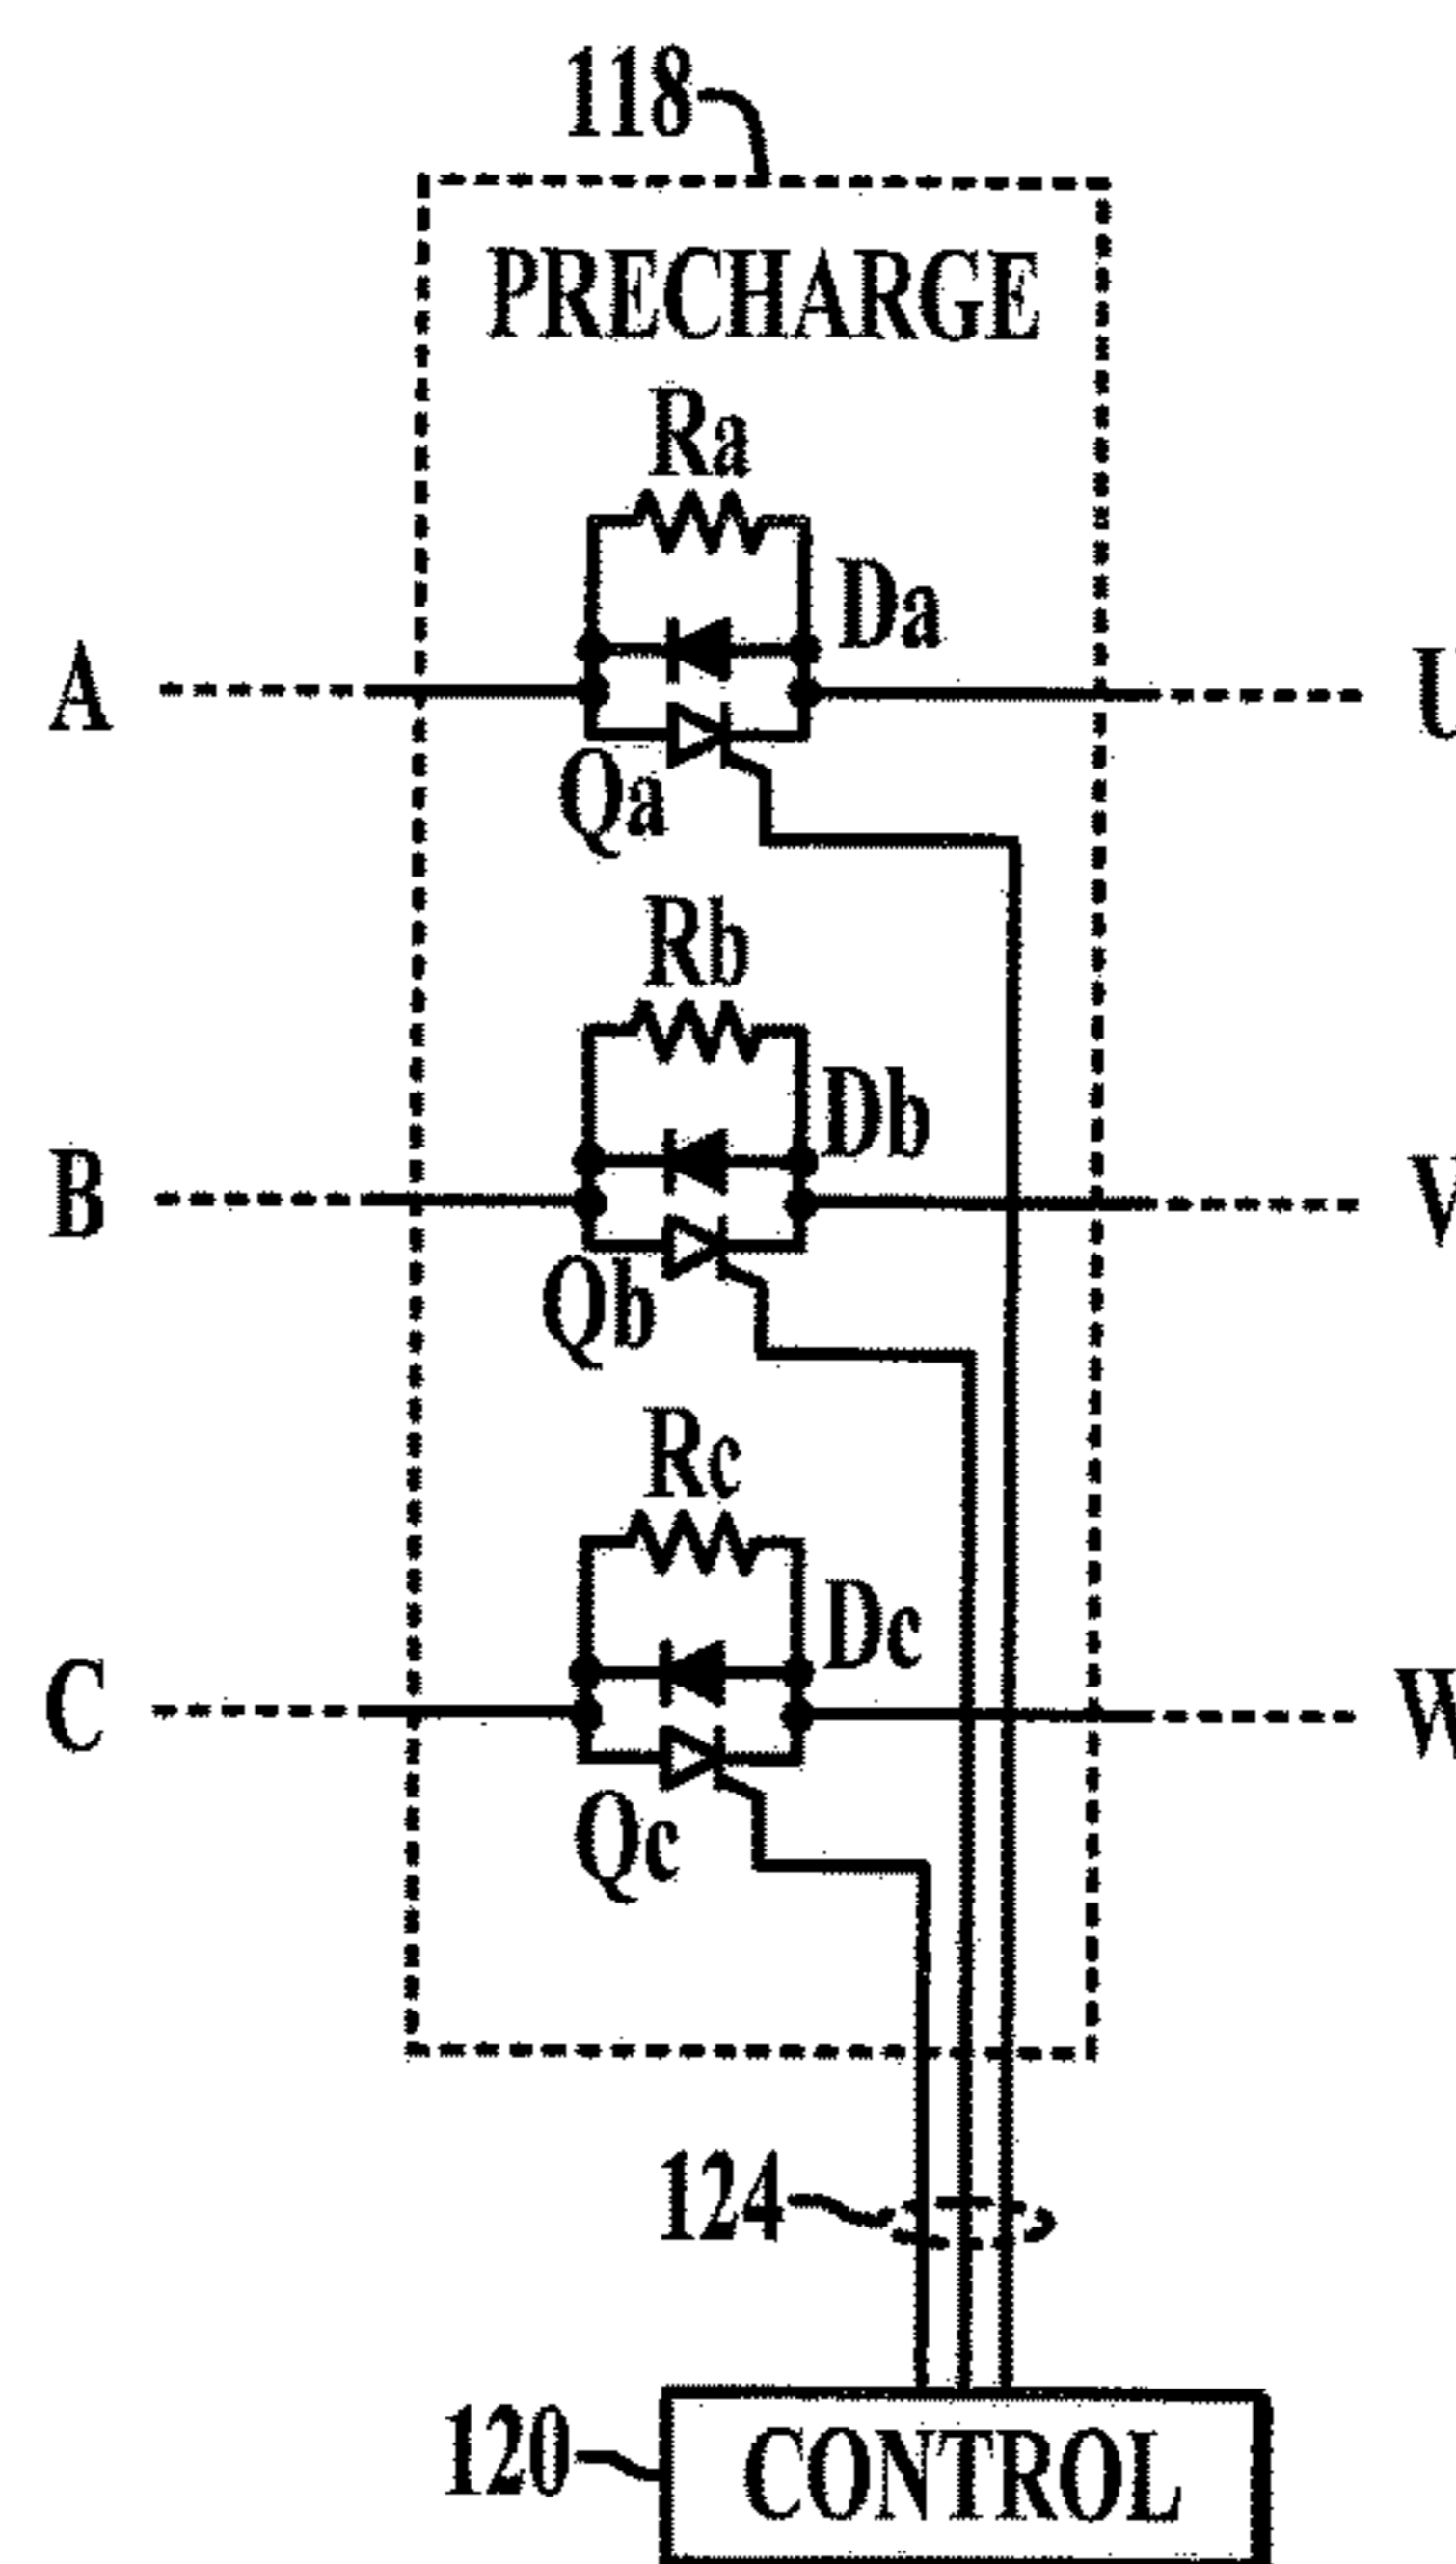 118
PRECHARGE
Ra
Da
A
U
Qa
Rb
Db
B
V
Qb
Rc
Dc
C
W
Qc
124
120
CONTROL